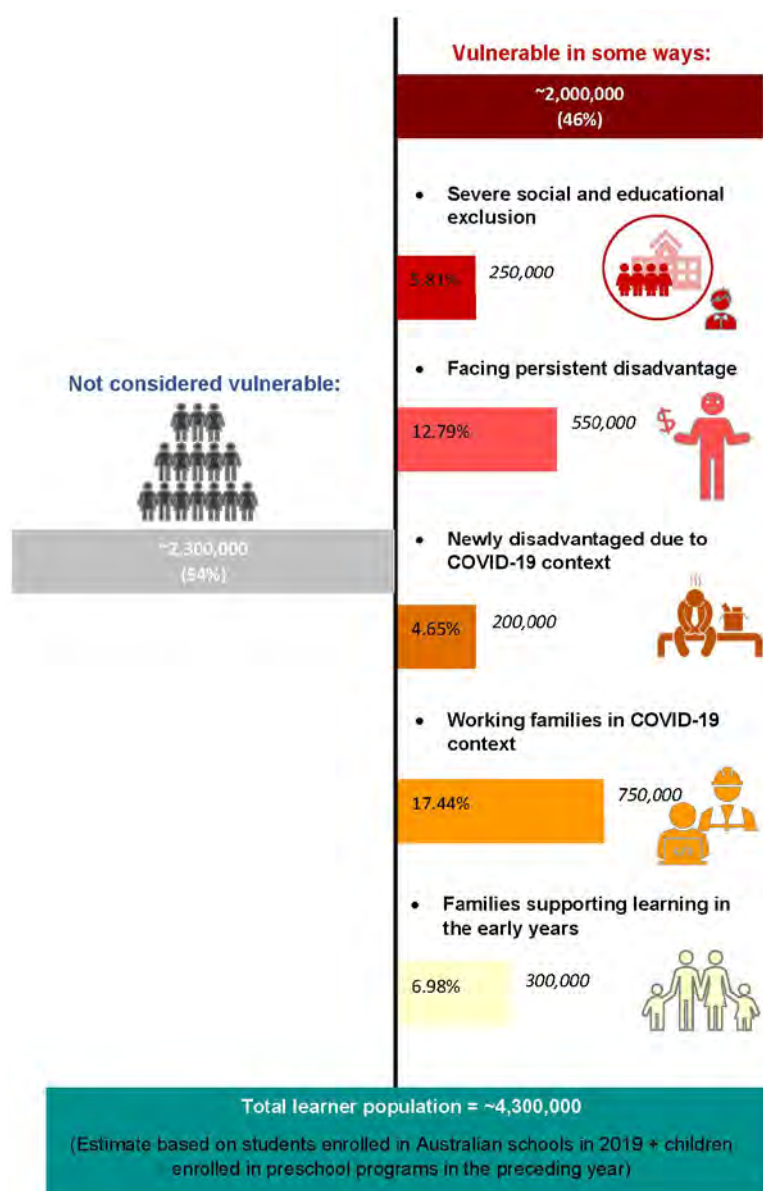 Vulnerable in some ways:
~2,000,000
(46%)
• Severe social and educational
exclusion
5.81%
250,000
• Facing persistent disadvantage
12.79%
550,000
$
Not considered vulnerable:
~2,300,000
(54%)
• Newly disadvantaged due to
COVID-19 context
4.65%
200,000
• Working families in COVID-19
context
17.44%
750,000
• Families supporting learning in
the early years
6.98%
300,000
Total learner population = ~4,300,000
(Estimate based on students enrolled in Australian schools in 2019 + children
enrolled in preschool programs in the preceding year)